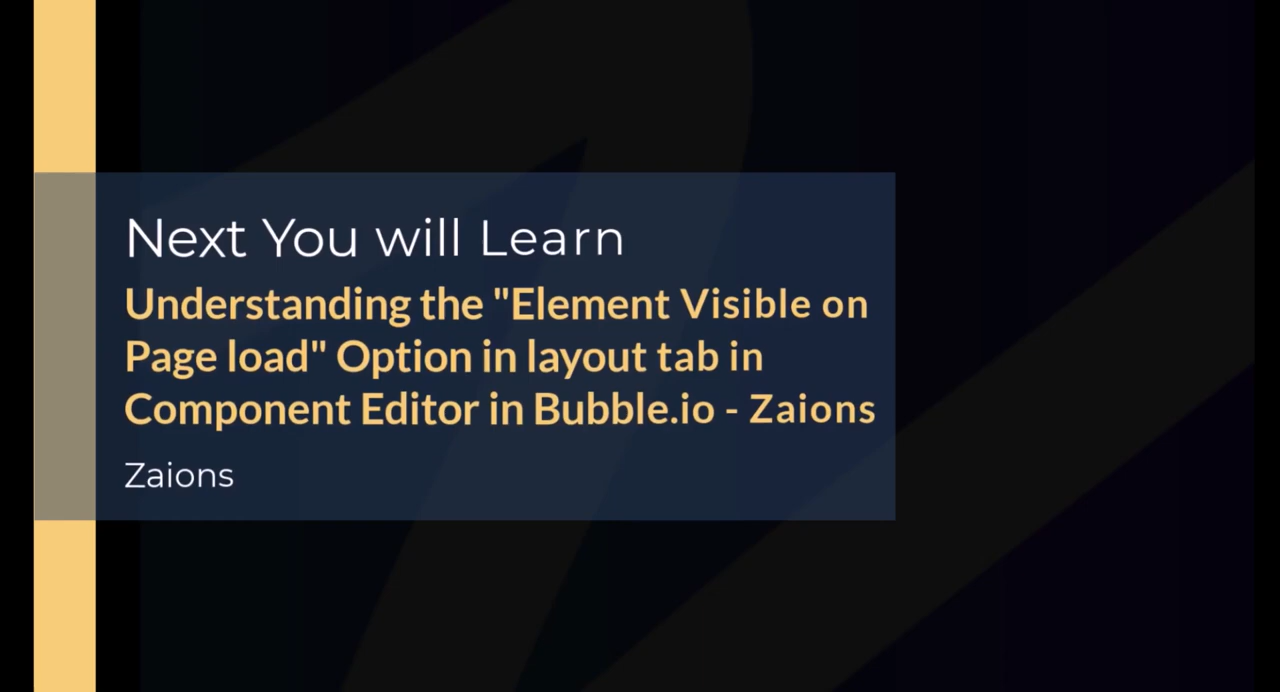 Next You will Learn
Understanding the "Element Visible on
Page load" Option in layout tab in
Component Editor in Bubble.io - Zaions
Zaions